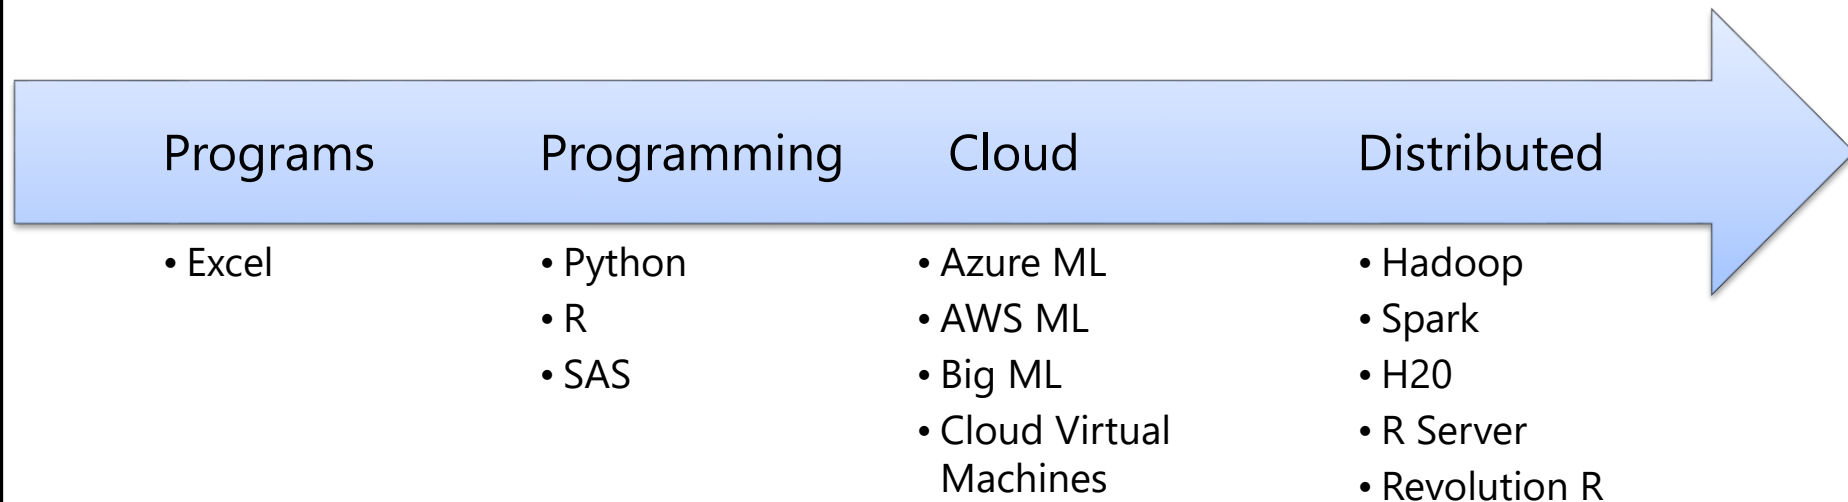 Programs
Programming
Cloud
Distributed
• Excel
• Python
• R
• SAS
• Azure ML
• AWS ML
• Big ML
• Cloud Virtual
Machines
• Hadoop
• Spark
• H20
• R Server
• Revolution R